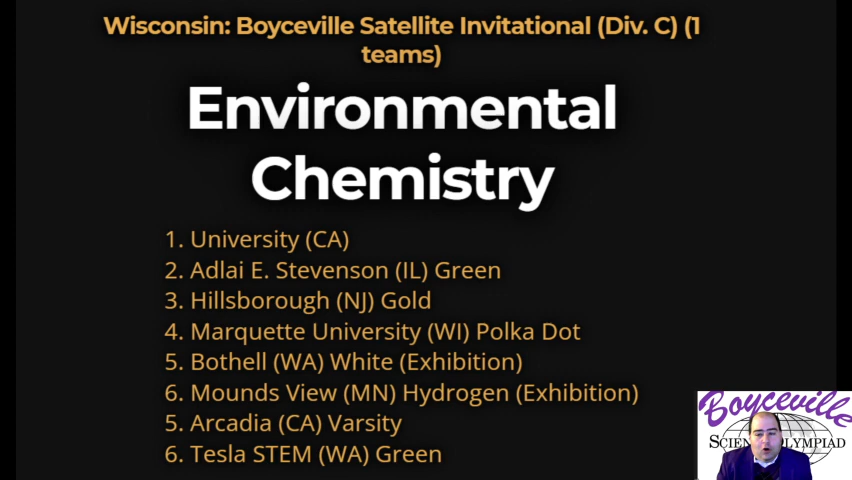 Wisconsin: Boyceville Satellite Invitational (Div. C) (1
teams)
Environmental
Chemistry
1. University (CA)
2. Adlai E. Stevenson (IL) Green
3. Hillsborough (NJ) Gold
4. Marquette University (WI) Polka Dot
5. Bothell (WA) White (Exhibition)
6. Mounds View (MN) Hydrogen (Exhibition)
5. Arcadia (CA) Varsity
6. Tesla STEM (WA) Green
Boyceville